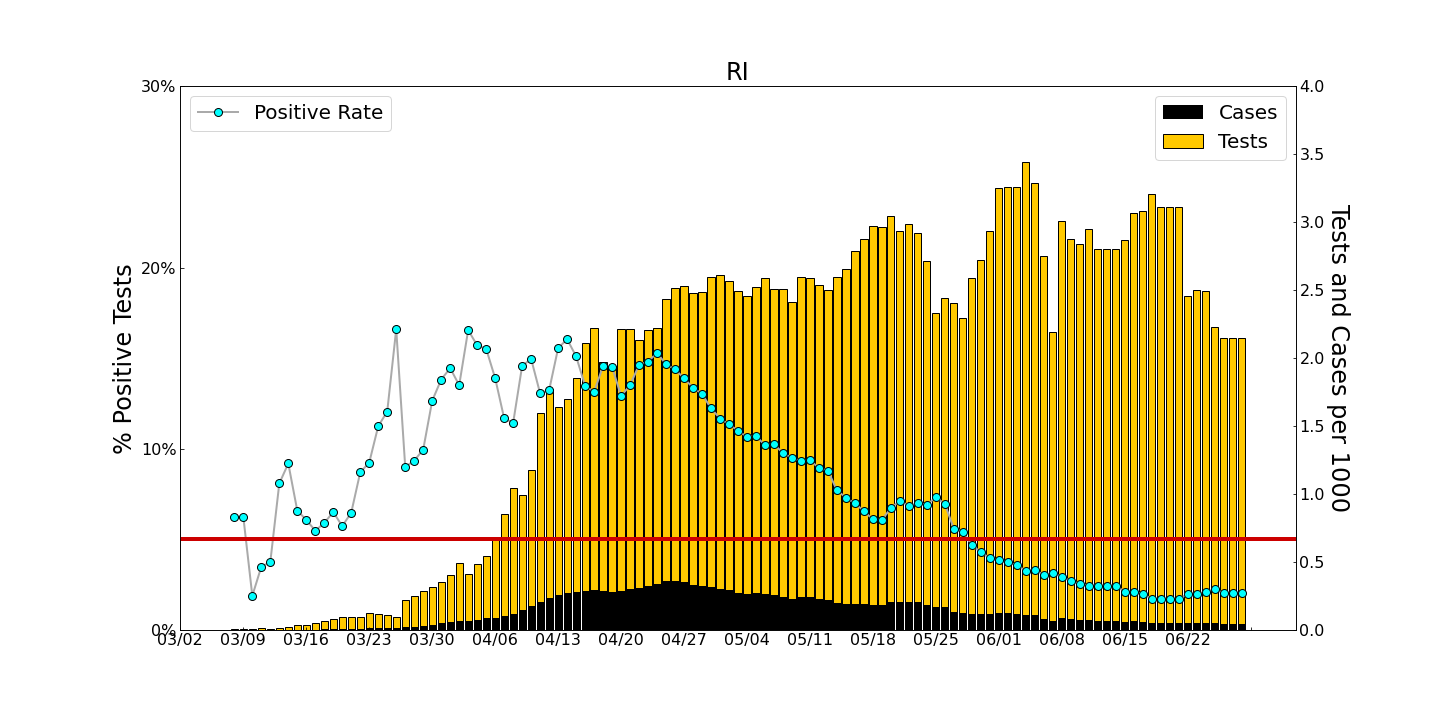 RI
30%
20%
10%
0%
% Positive Tests
Positive Rate
Cases
Tests
4.0
3.5
3.0
2.5
2.0
1.5
1.0
0.5
0.0
Tests and Cases per 1000
03/02 03/09 03/16 03/23 03/30 04/06 04/13 04/20 04/27 05/04 05/11 05/18 05/25 06/01 06/08 06/15 06/22